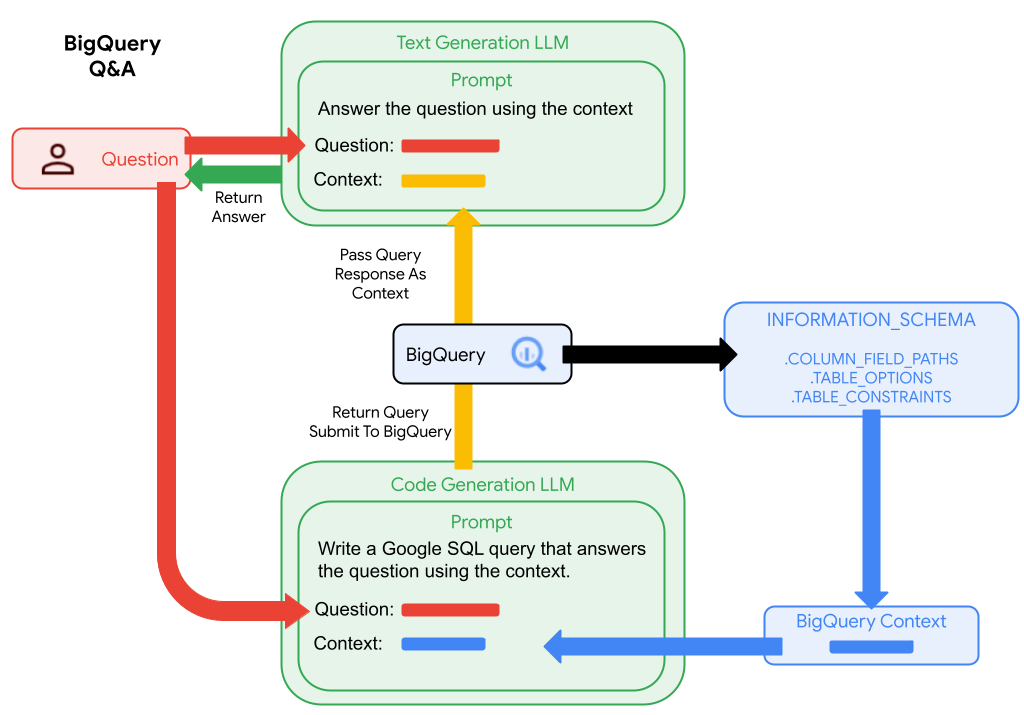 BigQuery
Q&A
Text Generation LLM
Prompt
Answer the question using the context
Question:
Context:
Question
Return
Answer
Pass Query
Response As
Context
BigQuery
INFORMATION_SCHEMA
.COLUMN_FIELD_PATHS
.TABLE_OPTIONS
.TABLE_CONSTRAINTS
Return Query
Submit To BigQuery
Code Generation LLM
Prompt
Write a Google SQL query that answers
the question using the context.
Question:
Context:
BigQuery Context